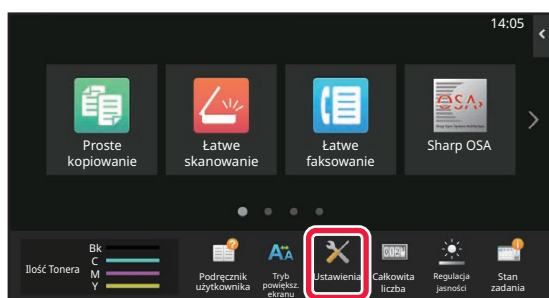 14:05
Proste
kopiowanie
Łatwe
skanowanie
Łatwe
faksowanie
Sharp OSA
Ilość Tonera
Bk
C
M
Y
Podręcznik
użytkownika
Tryb
powiększ.
ekranu
Ustawienia
Całkowita
liczba
Regulacja
jasności
Stan
zadania